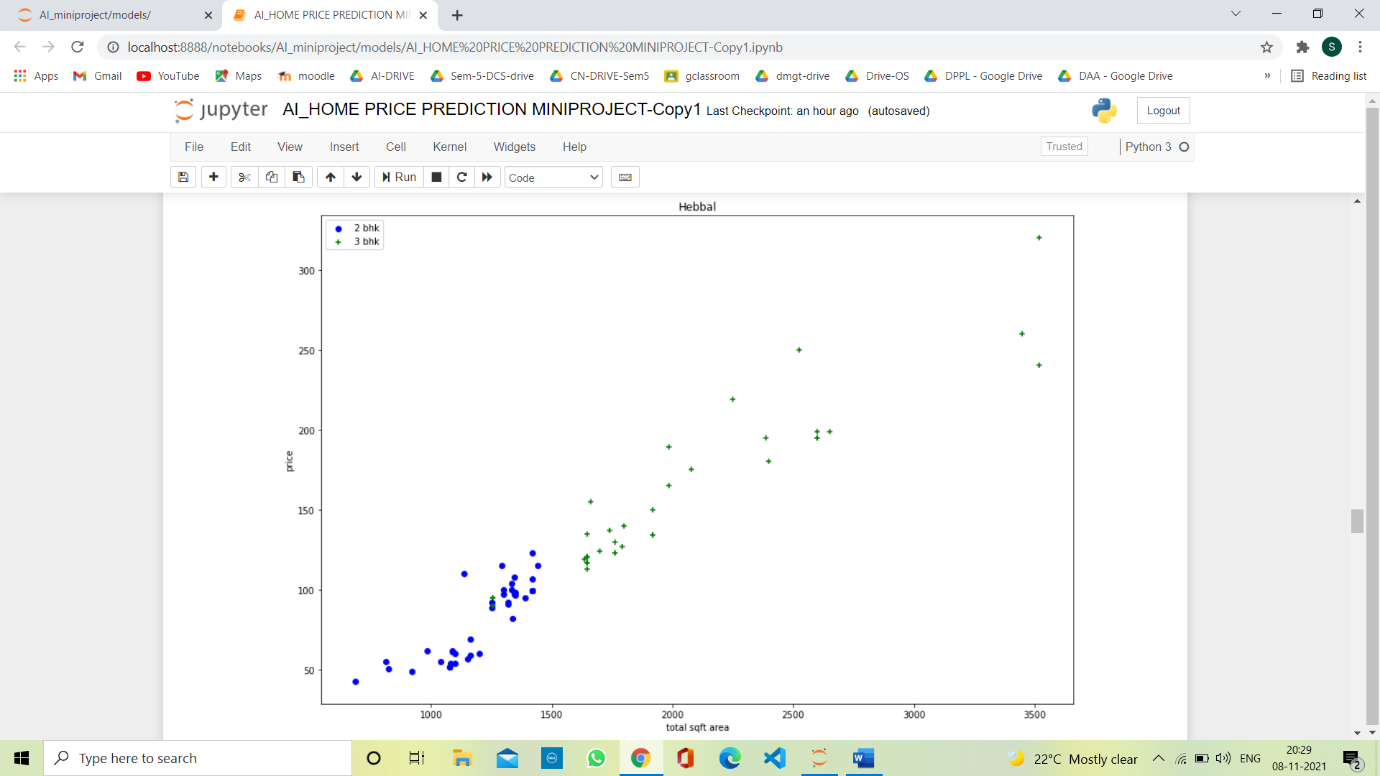 AI_miniproject/models/
AI_HOME PRICE PREDICTION MI
localhost:8888/notebooks/AI_miniproject/models/AI_HOME%20PRICE%20PREDICTION%20MINIPROJECT-Copy1.ipynb
S
Apps Gmail YouTube Maps moodle AI-DRIVE Sem-5-DCS-drive CN-DRIVE-Sem5 gclassroom dmgt-drive Drive-OS DPPL - Google Drive DAA - Google Drive » Reading list
jupyter AI_HOME PRICE PREDICTION MINIPROJECT-Copy1 Last Checkpoint: an hour ago (autosaved) Logout
File Edit View Insert Cell Kernel Widgets Help Trusted Python 3
Run Code
Hebbal
2 bhk
3 bhk
300
250
200
150
100
50
price
1000 1500 2000 2500 3000 3500
total sqft area
Type here to search
22°C Mostly clear ENG
20:29
08-11-2021
2